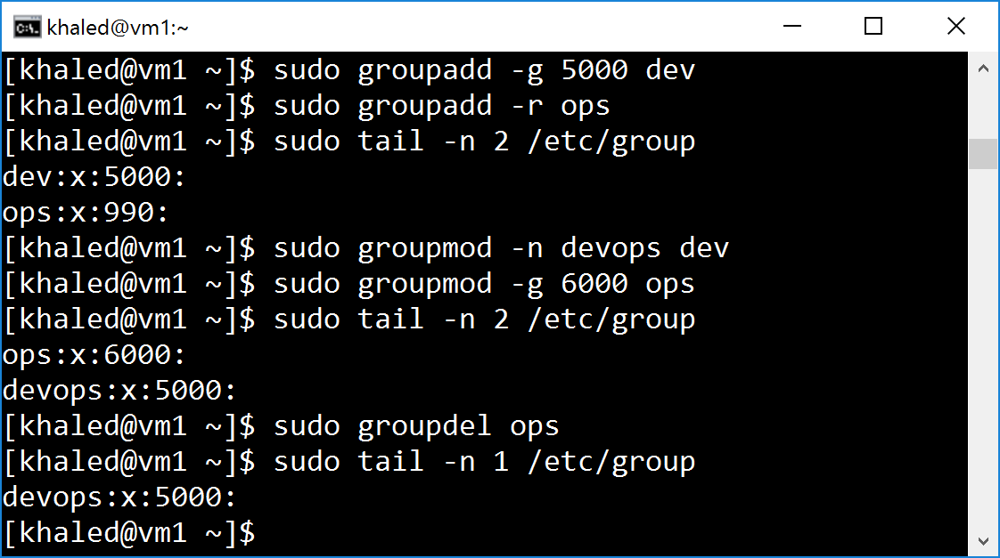 khaled@vm1:~
[khaled@vm1 ~]$ sudo groupadd -g 5000 dev
[khaled@vm1 ~]$ sudo groupadd -r ops
[khaled@vm1 ~]$ sudo tail -n 2 /etc/group
dev:x:5000:
ops:x:990:
[khaled@vm1 ~]$ sudo groupmod -n devops dev
[khaled@vm1 ~]$ sudo groupmod -g 6000 ops
[khaled@vm1 ~]$ sudo tail -n 2 /etc/group
ops:x:6000:
devops:x:5000:
[khaled@vm1 ~]$ sudo groupdel ops
[khaled@vm1 ~]$ sudo tail -n 1 /etc/group
devops:x:5000:
[khaled@vm1 ~]$